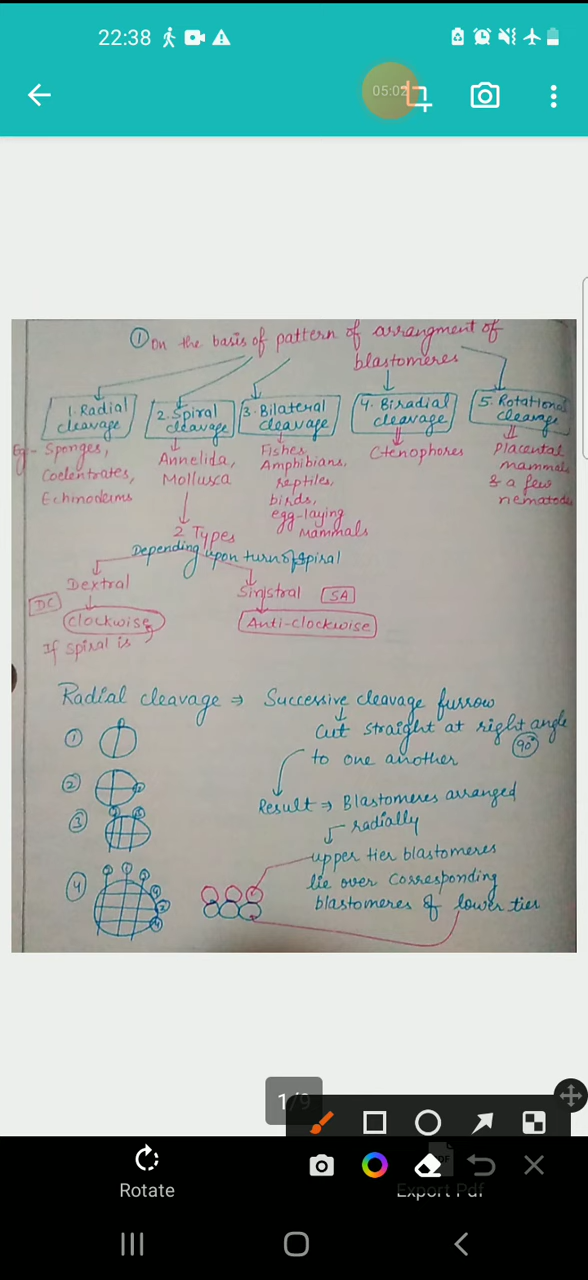 22:38
05:02
① On the basis of pattern of arrangment of
blastomeres
1. Radial
cleavage
2. Spiral
cleavage
3. Bilateral
cleavage
4. Biradial
cleavage
5. Rotational
cleavage
Eg- Sponges,
Coelentrates,
Echinoderms
Annelida,
Mollusca
Fishes,
Amphibians,
reptiles,
birds,
egg-laying
Mammals
Ctenophores
Placental
mammals
& a few
nematode
2 Types
Depending upon turn of spiral
Dextral
Sinistral
SA
DC
Clockwise
Anti-clockwise
If spiral is
Radial cleavage ⇒ Successive cleavage furrow
Cut straight at right angle
90°
to one another
Result → Blastomeres arranged
radially
upper tier blastomeres
lie over corresponding
blastomeres of lower tier
①
②
③
④
1/9
Rotate
Export Pdf